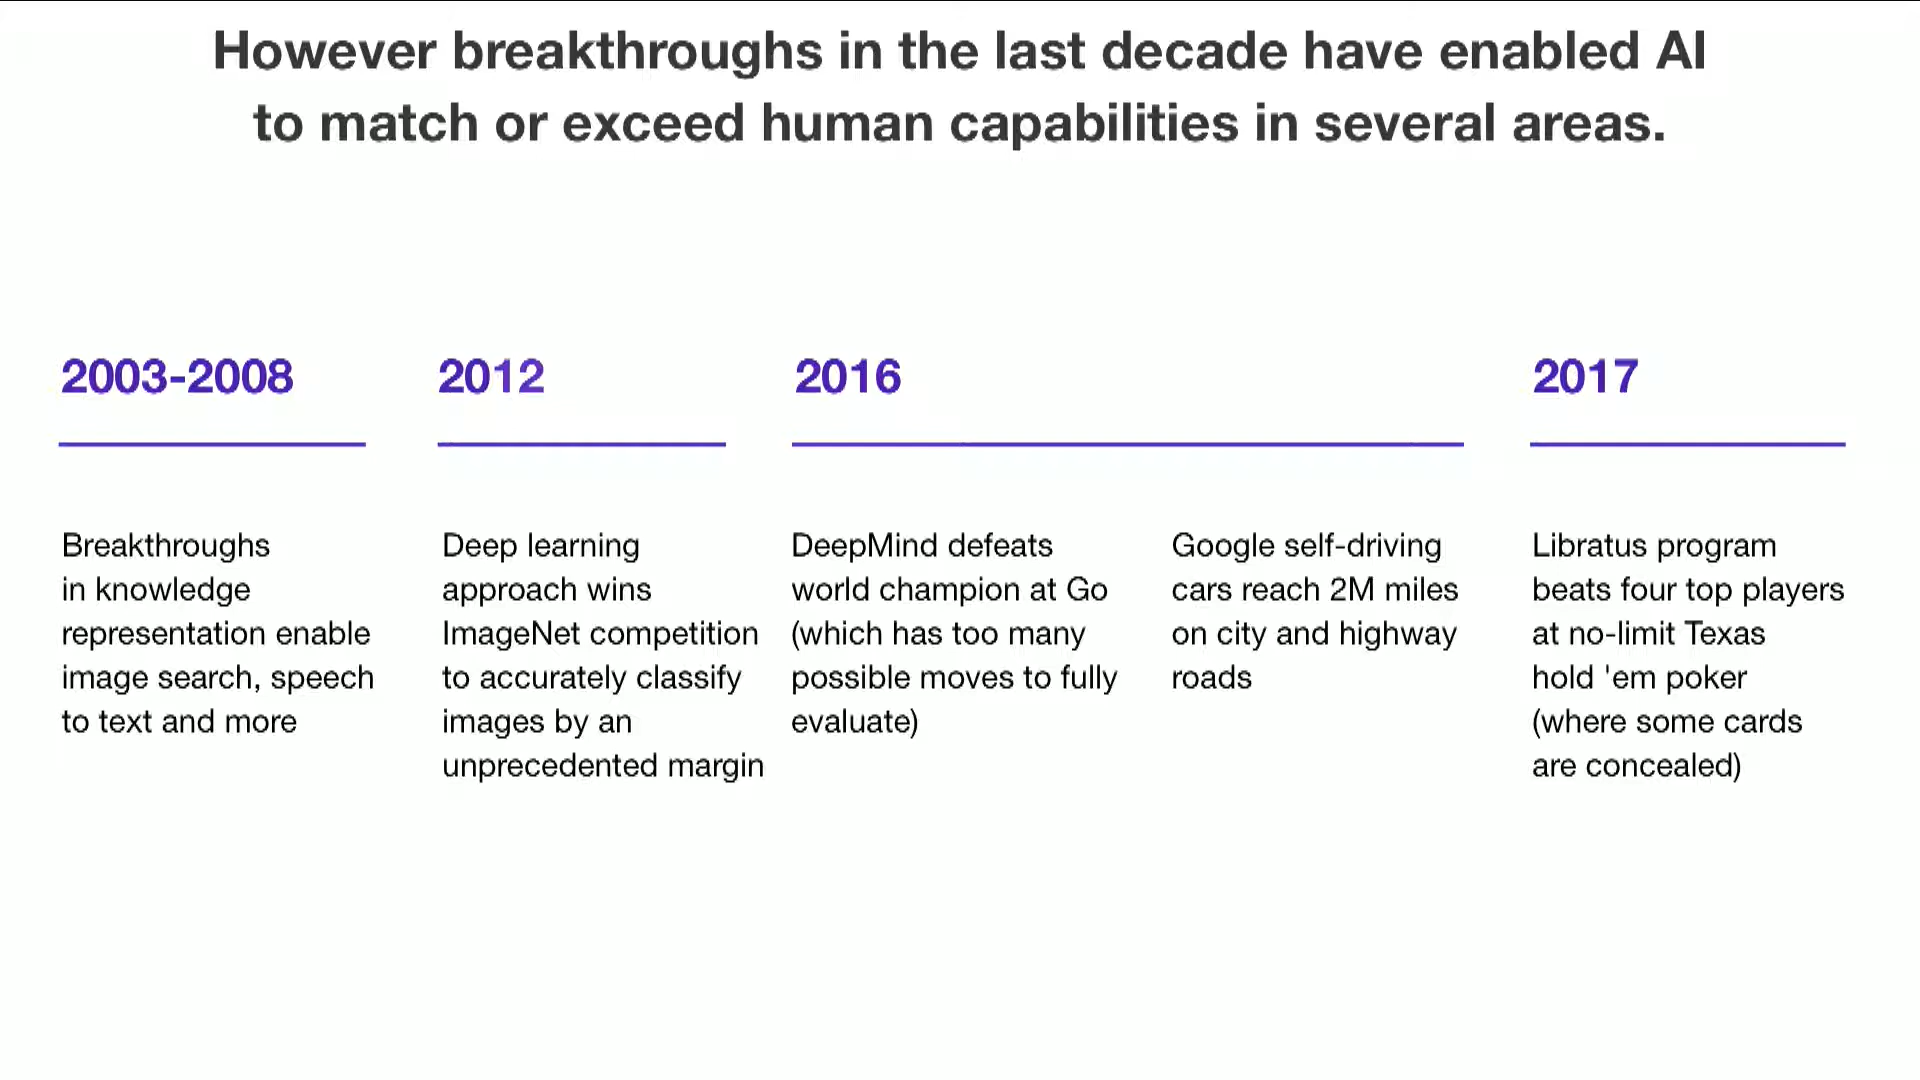 However breakthroughs in the last decade have enabled AI
to match or exceed human capabilities in several areas.
2003-2008
Breakthroughs
in knowledge
representation enable
image search, speech
to text and more
2012
Deep learning
approach wins
ImageNet competition
to accurately classify
images by an
unprecedented margin
2016
DeepMind defeats
world champion at Go
(which has too many
possible moves to fully
evaluate)
Google self-driving
cars reach 2M miles
on city and highway
roads
2017
Libratus program
beats four top players
at no-limit Texas
hold 'em poker
(where some cards
are concealed)